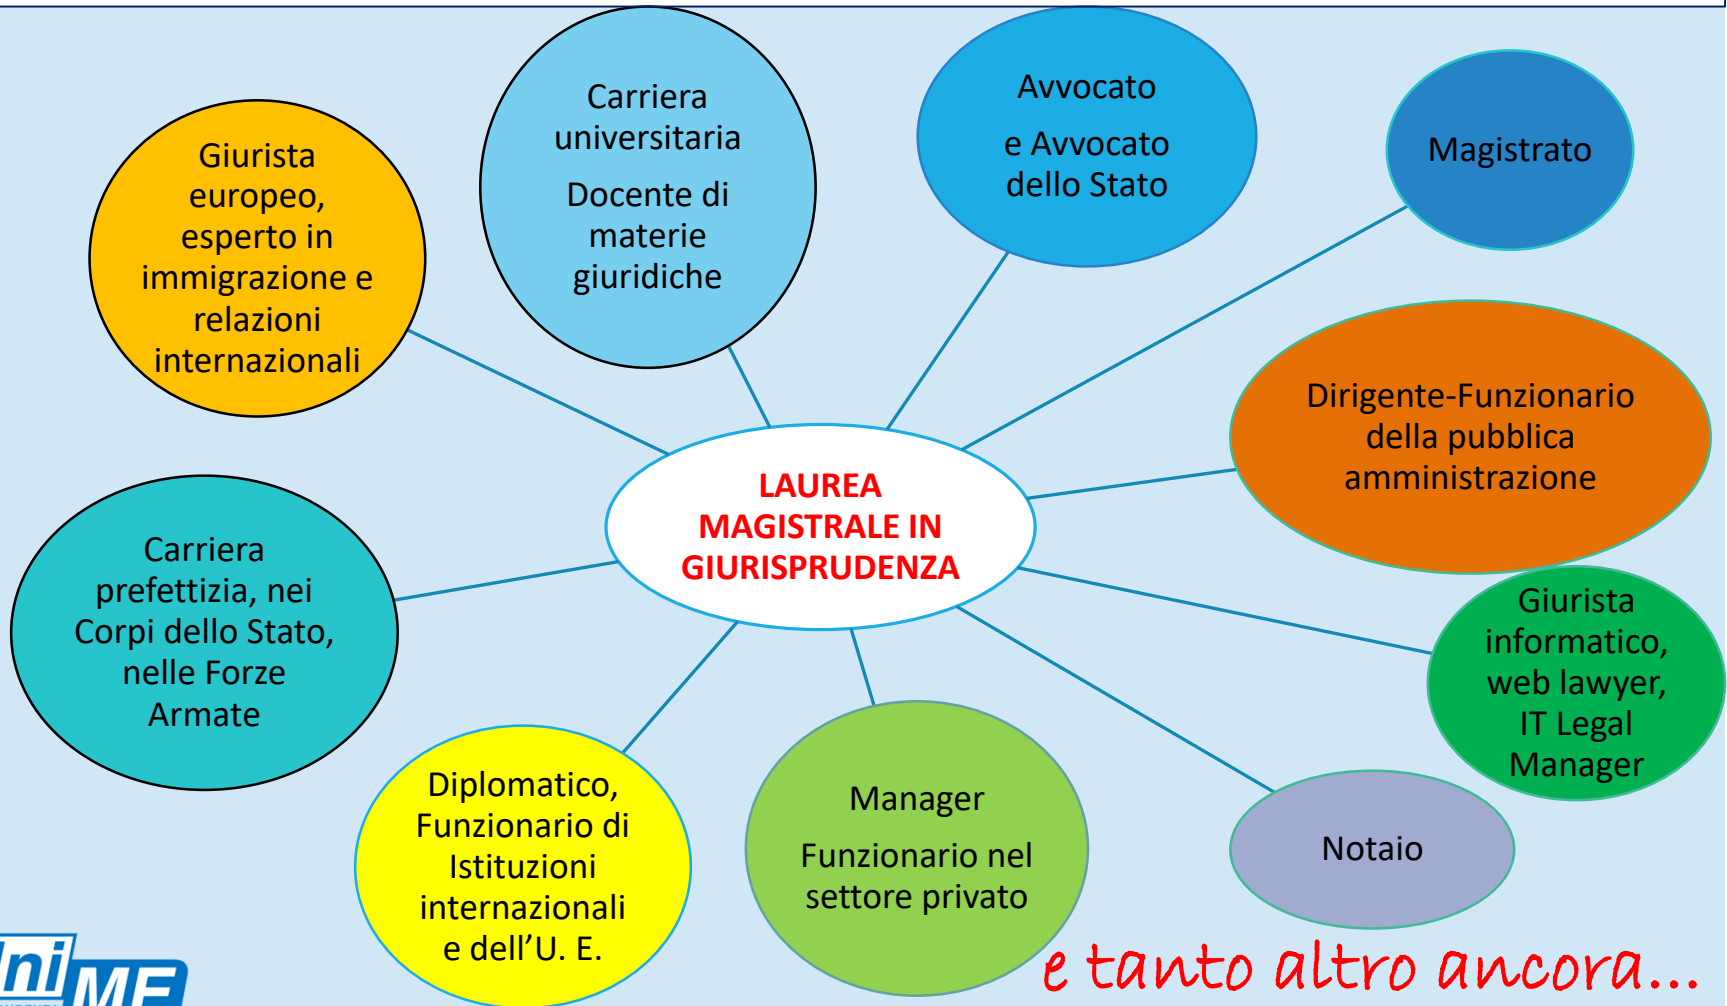 Carriera
universitaria
Docente di
materie
giuridiche
Avvocato
e Avvocato
dello Stato
Magistrato
Giurista
europeo,
esperto in
immigrazione e
relazioni
internazionali
Dirigente-Funzionario
della pubblica
amministrazione
LAUREA
MAGISTRALE IN
GIURISPRUDENZA
Carriera
prefettizia, nei
Corpi dello Stato,
nelle Forze
Armate
Giurista
informatico,
web lawyer,
IT Legal
Manager
Diplomatico,
Funzionario di
Istituzioni
internazionali
e dell’U. E.
Manager
Funzionario nel
settore privato
Notaio
e tanto altro ancora...
UniME